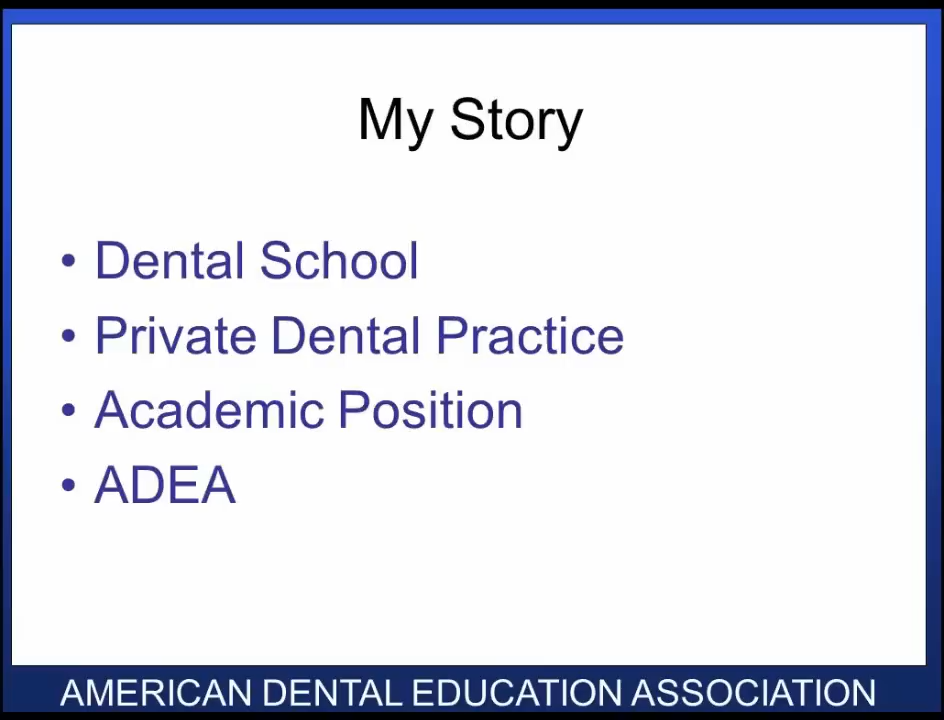 My Story
• Dental School
• Private Dental Practice
• Academic Position
• ADEA
AMERICAN DENTAL EDUCATION ASSOCIATION